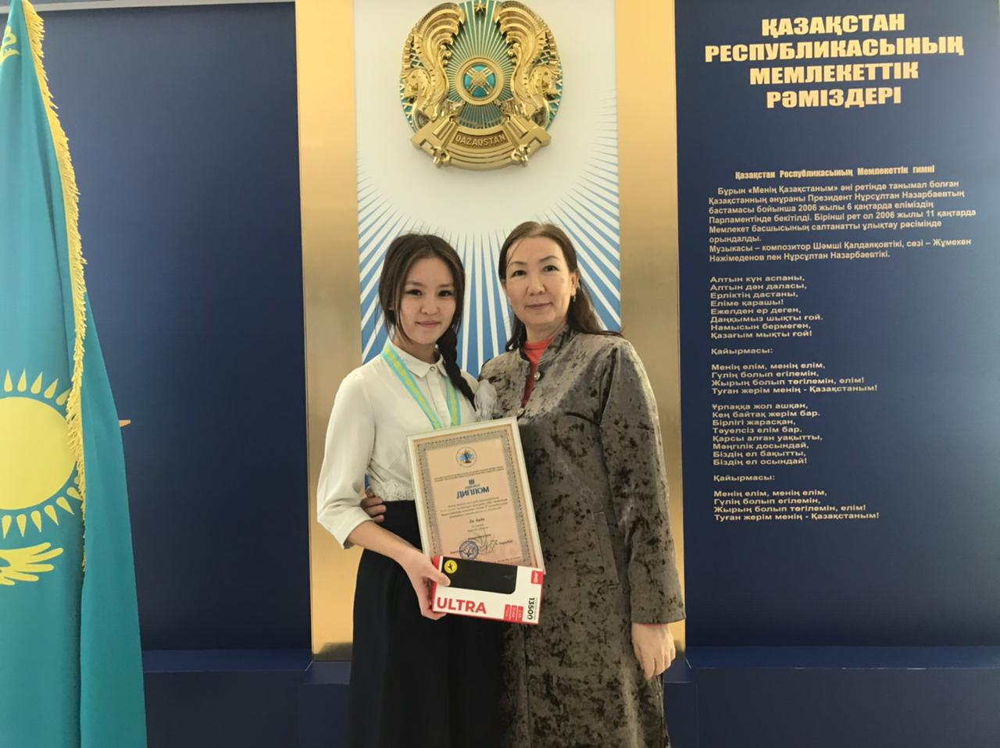 ҚАЗАҚСТАН
РЕСПУБЛИКАСЫНЫҢ
МЕМЛЕКЕТТІК
РӘМІЗДЕРІ
QAZAQSTAN
Қазақстан Республикасының Мемлекеттік гимні
Бұрын «Менің Қазақстаным» әні ретінде танымал болған
Қазақстанның әнұраны Президент Нұрсұлтан Назарбаевтың
бастамасы бойынша 2006 жылы 6 қаңтарда еліміздің
Парламентінде бекітілді. Бірінші рет ол 2006 жылы 11 қаңтарда
Мемлекет басшысының салтанатты ұлықтау рәсімінде
орындалды.
Музыкасы – композитор Шәмші Қалдаяқовтікі, сөзі – Жұмекен
Нәжімеденов пен Нұрсұлтан Назарбаевтікі.
Алтын күн аспаны,
Алтын дән даласы,
Ерліктің дастаны,
Еліме қарашы!
Ежелден ер деген,
Даңқымыз шықты ғой.
Намысын бермеген,
Қазағым мықты ғой!
Қайырмасы:
Менің елім, менің елім,
Гүлің болып егілемін,
Жырың болып төгілемін, елім!
Туған жерім менің - Қазақстаным!
Ұрпаққа жол ашқан,
Кең байтақ жерім бар.
Бірлігі жарасқан,
Тәуелсіз елім бар.
Қарсы алған уақытты,
Мәңгілік досындай,
Біздің ел бақытты,
Біздің ел осындай!
Қайырмасы:
Менің елім, менің елім,
Гүлің болып егілемін,
Жырың болып төгілемін, елім!
Туған жерім менің - Қазақстаным!
III
ДИПЛОМ
ULTRA
13500